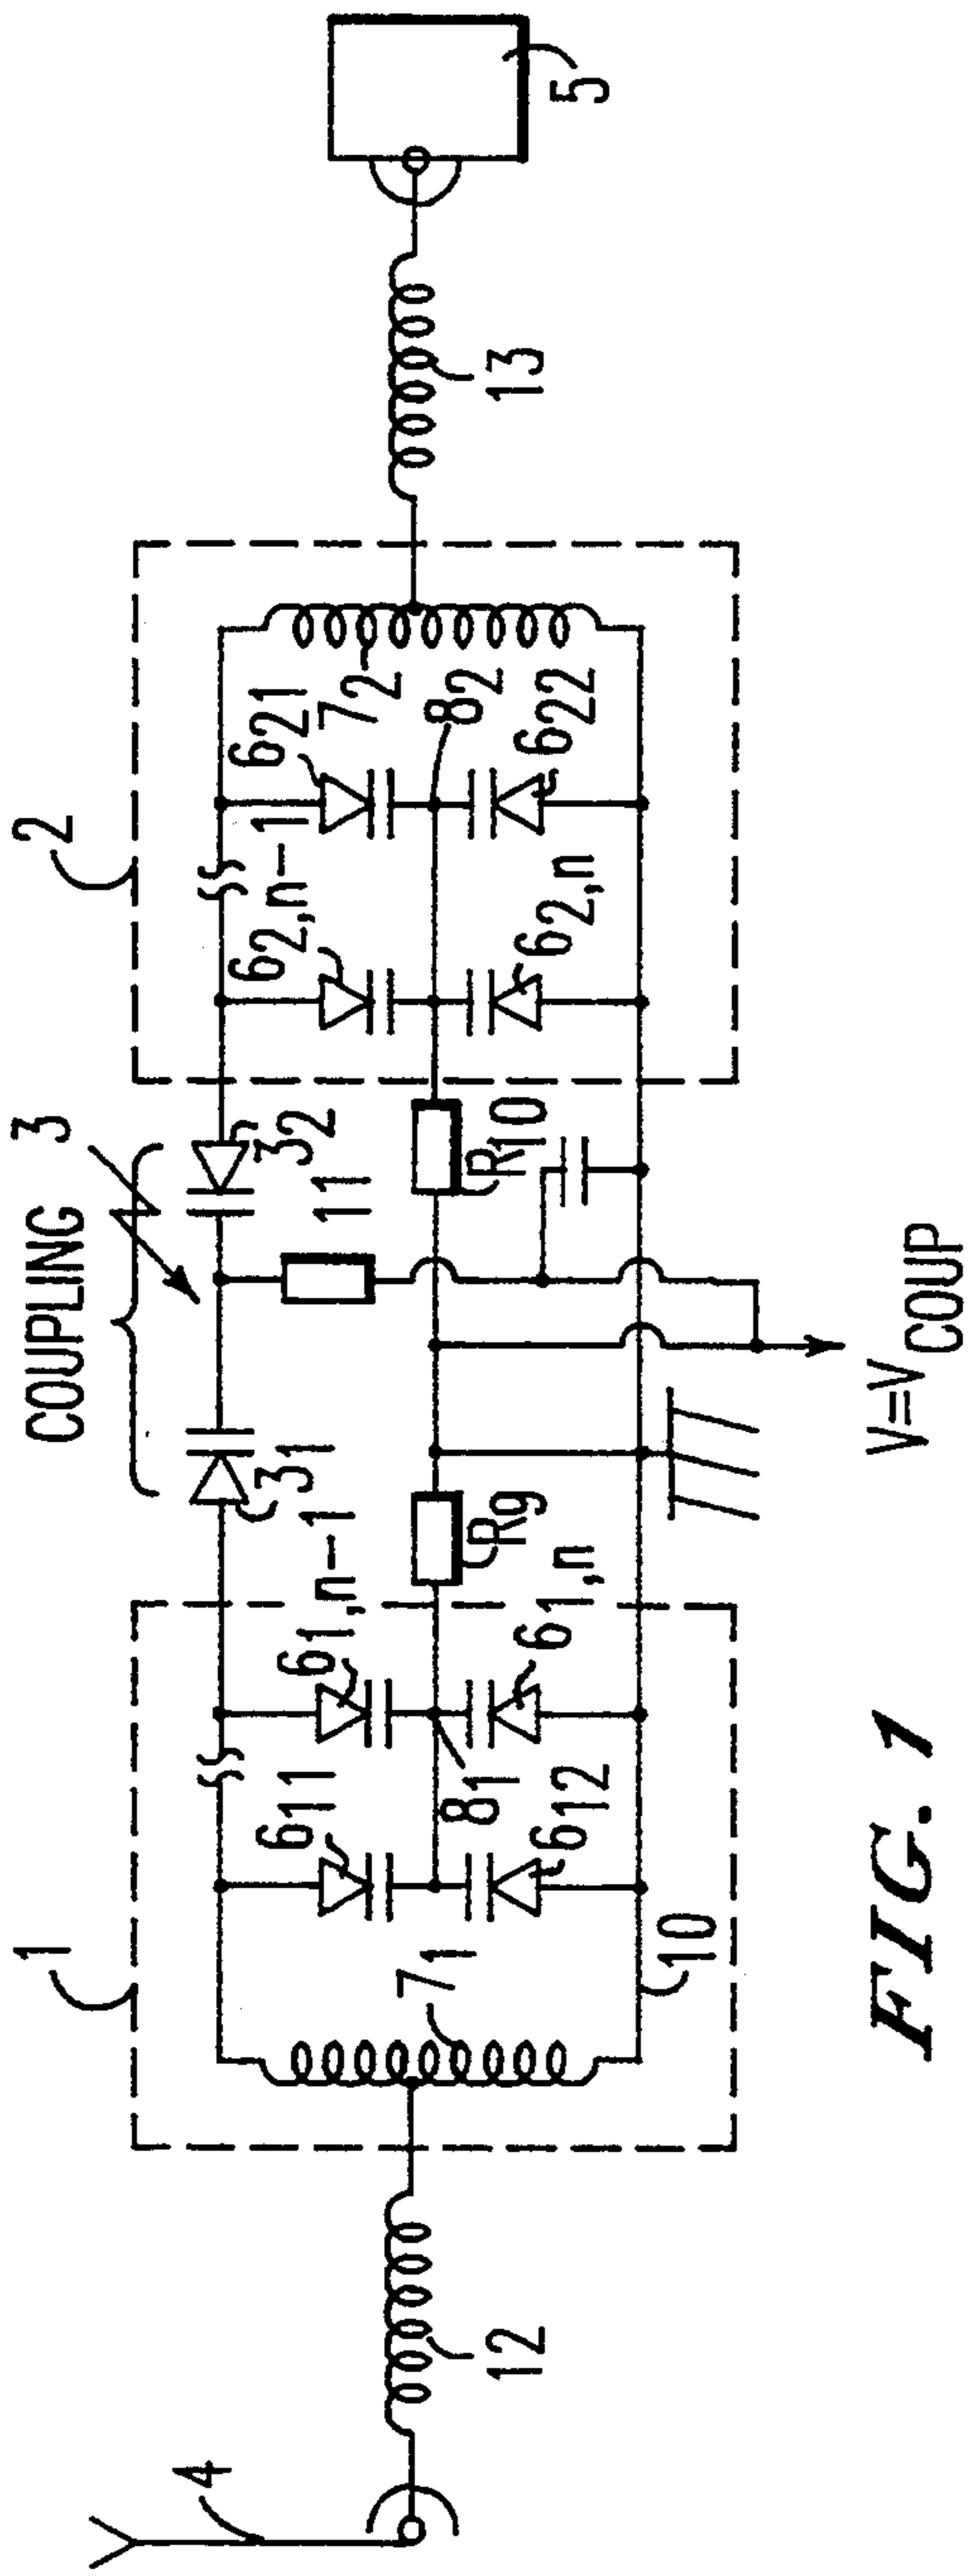 COUPLING
3
1
2
6₁₁
6₁,ₙ₋₁
3₁
3₂
11
6₂,ₙ₋₁
6₂₁
7₁
8₁
R₉
R₁₀
7₂
8₂
4
12
6₁₂
6₁,ₙ
6₂,ₙ
6₂₂
13
5
10
V=V COUP
FIG. 1